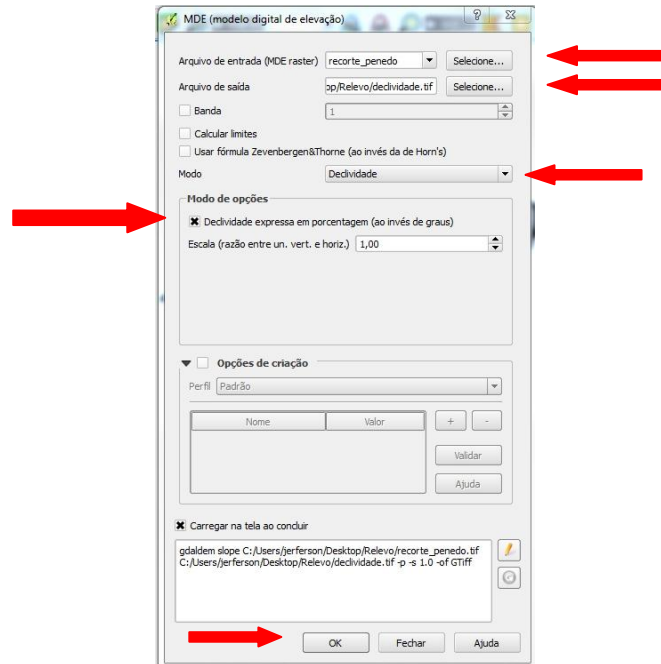 MDE (modelo digital de elevação)
Arquivo de entrada (MDE raster) recorte_penedo Selecione...
Arquivo de saída op/Relevo/declividade.tif Selecione...
Banda 1
Calcular limites
Usar fórmula Zevenbergen&Thorne (ao invés da de Horn's)
Modo Declividade
Modo de opções
Declividade expressa em porcentagem (ao invés de graus)
Escala (razão entre un. vert. e horiz.) 1,00
Opções de criação
Perfil Padrão
Nome Valor + -
Validar
Ajuda
Carregar na tela ao concluir
gdaldem slope C:/Users/jerferson/Desktop/Relevo/recorte_penedo.tif
C:/Users/jerferson/Desktop/Relevo/declividade.tif -p -s 1.0 -of GTiff
OK Fechar Ajuda